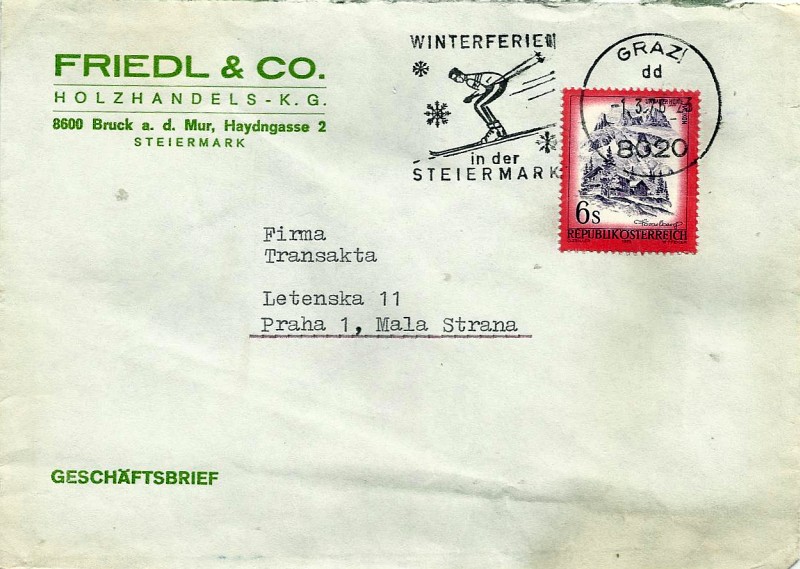 FRIEDL & CO.
HOLZHANDELS - K. G.
8600 Bruck a. d. Mur, Haydngasse 2
STEIERMARK
WINTERFERIEN
in der
STEIERMARK
GRAZ
dd
8020
6s
REPUBLIK ÖSTERREICH
Firma
Transakta
Letenska 11
Praha 1, Mala Strana
GESCHÄFTSBRIEF